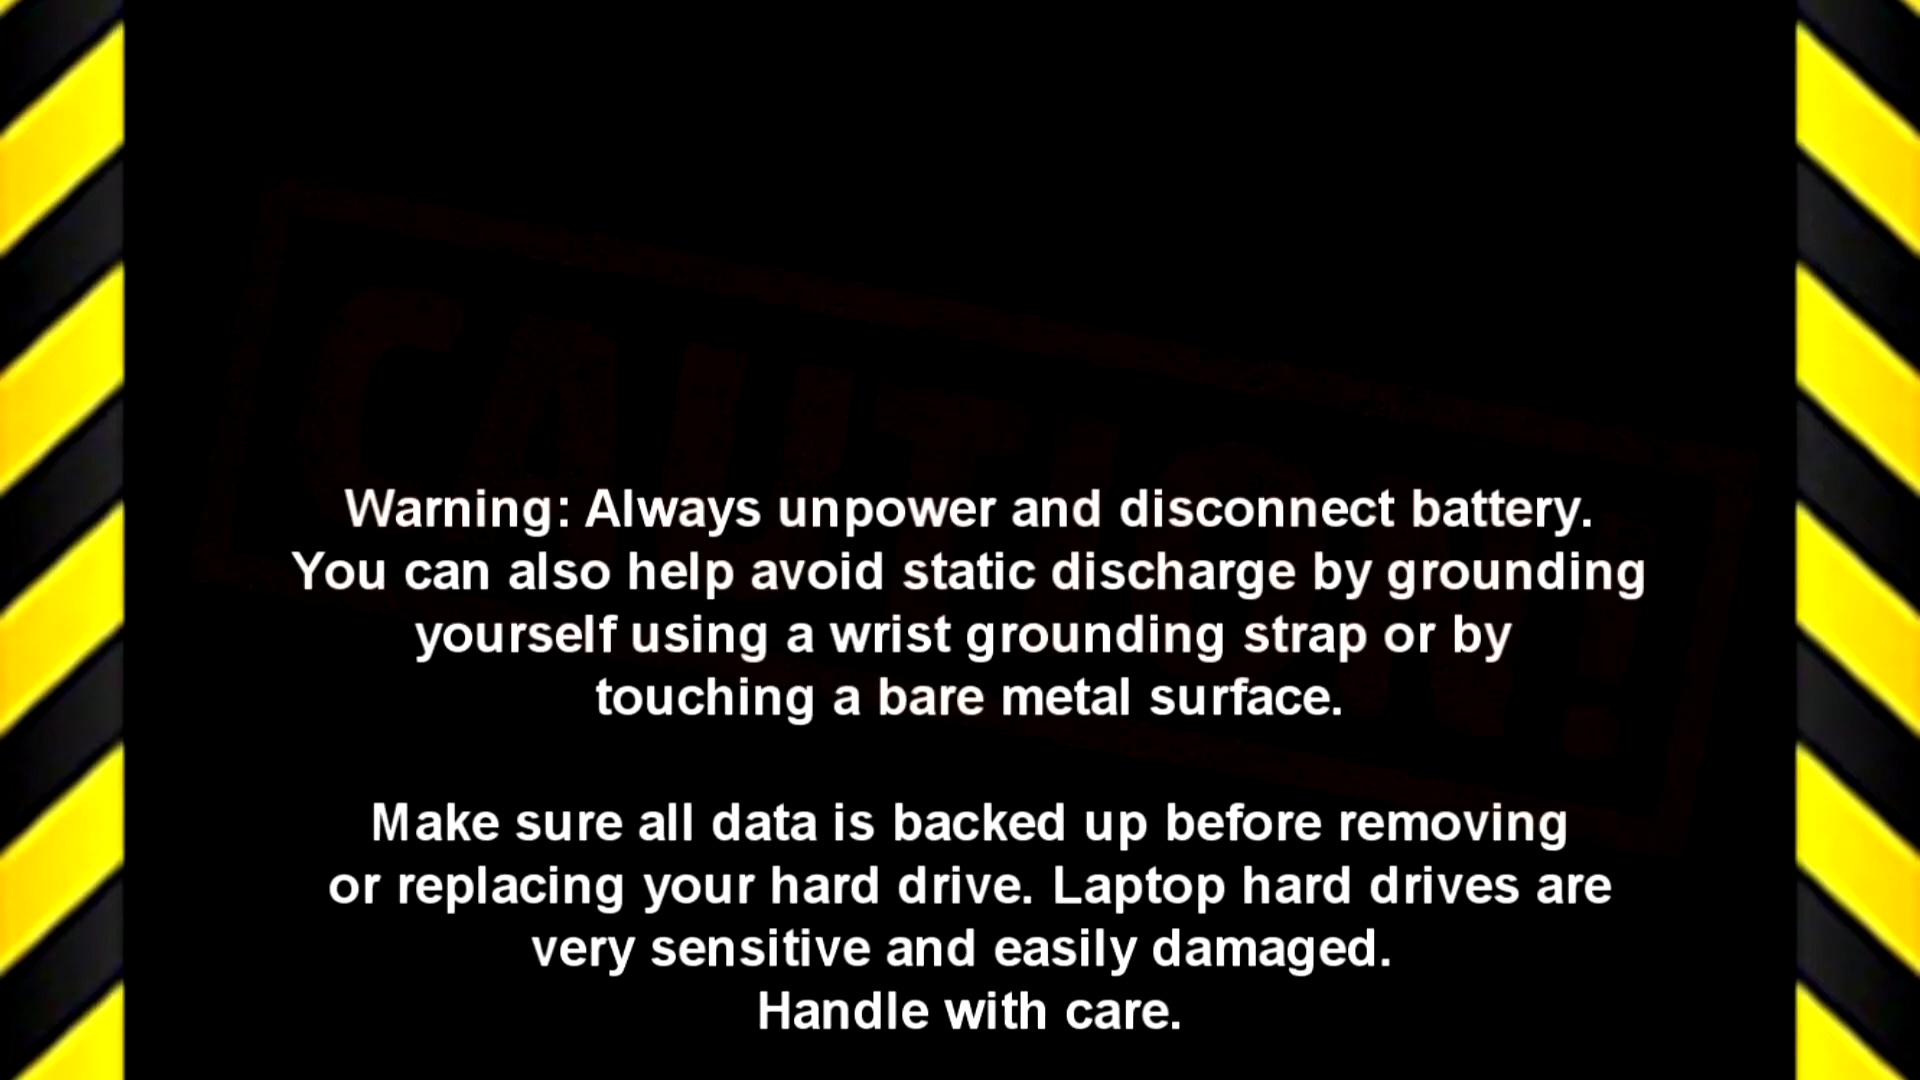 CAUTION!
Warning: Always unpower and disconnect battery.
You can also help avoid static discharge by grounding
yourself using a wrist grounding strap or by
touching a bare metal surface.
Make sure all data is backed up before removing
or replacing your hard drive. Laptop hard drives are
very sensitive and easily damaged.
Handle with care.